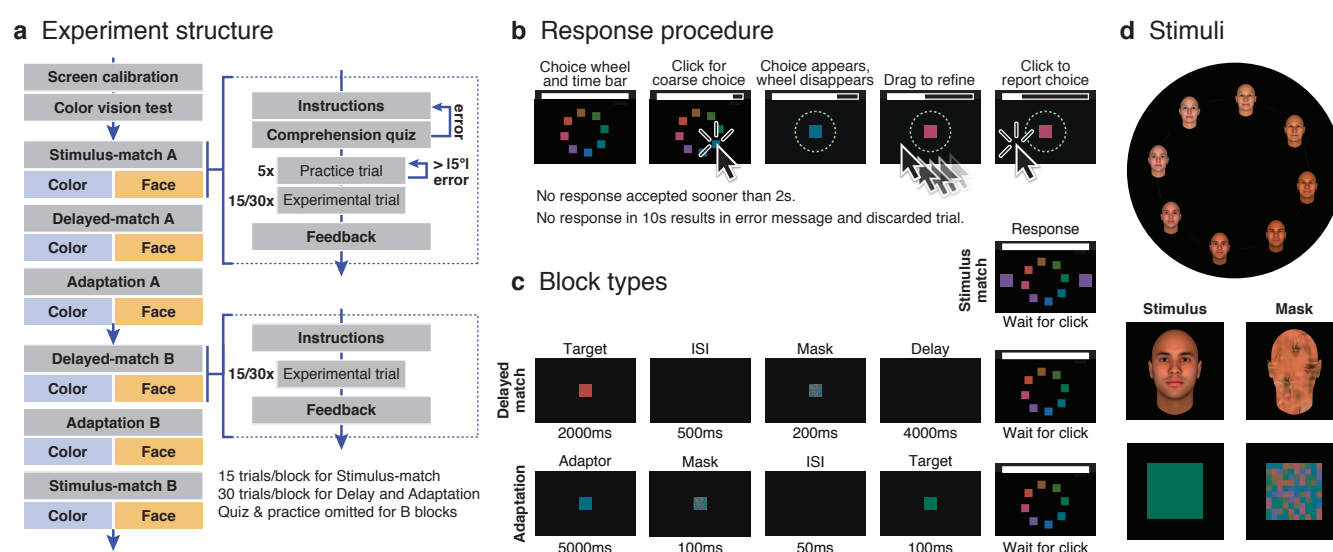 a Experiment structure
Screen calibration
Color vision test
Stimulus-match A
Color Face
Delayed-match A
Color Face
Adaptation A
Color Face
Delayed-match B
Color Face
Adaptation B
Color Face
Stimulus-match B
Color Face
Instructions
Comprehension quiz
error
5x Practice trial
> |5°|
error
15/30x Experimental trial
Feedback
Instructions
15/30x Experimental trial
Feedback
15 trials/block for Stimulus-match
30 trials/block for Delay and Adaptation
Quiz & practice omitted for B blocks
b Response procedure
Choice wheel
and time bar
Click for
coarse choice
Choice appears,
wheel disappears
Drag to refine
Click to
report choice
No response accepted sooner than 2s.
No response in 10s results in error message and discarded trial.
c Block types
Stimulus
match
Response
Wait for click
Delayed
match
Target ISI Mask Delay
2000ms 500ms 200ms 4000ms Wait for click
Adaptation
Adaptor Mask ISI Target
5000ms 100ms 50ms 100ms Wait for click
d Stimuli
Stimulus Mask